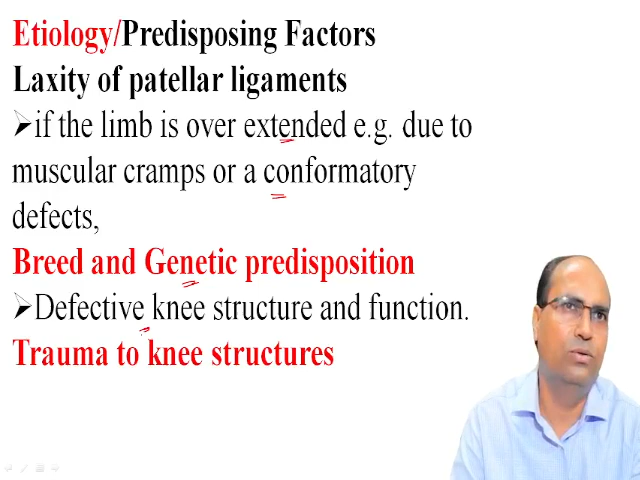 Etiology/Predisposing Factors
Laxity of patellar ligaments
➢if the limb is over extended e.g. due to
muscular cramps or a conformatory
defects,
Breed and Genetic predisposition
➢Defective knee structure and function.
Trauma to knee structures